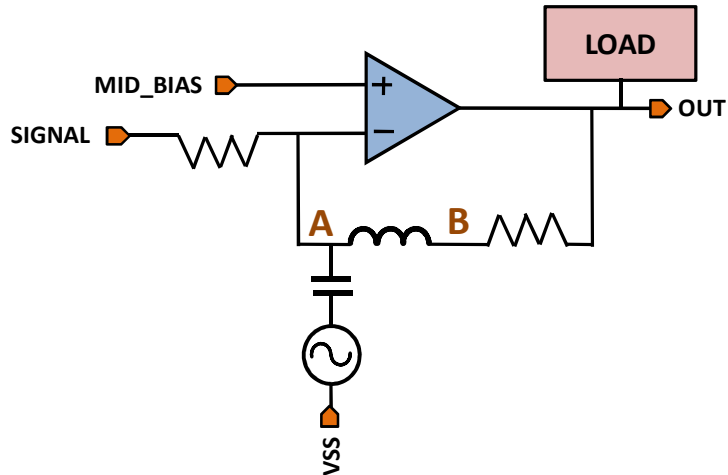 LOAD
MID_BIAS
+
OUT
SIGNAL
−
A
B
VSS